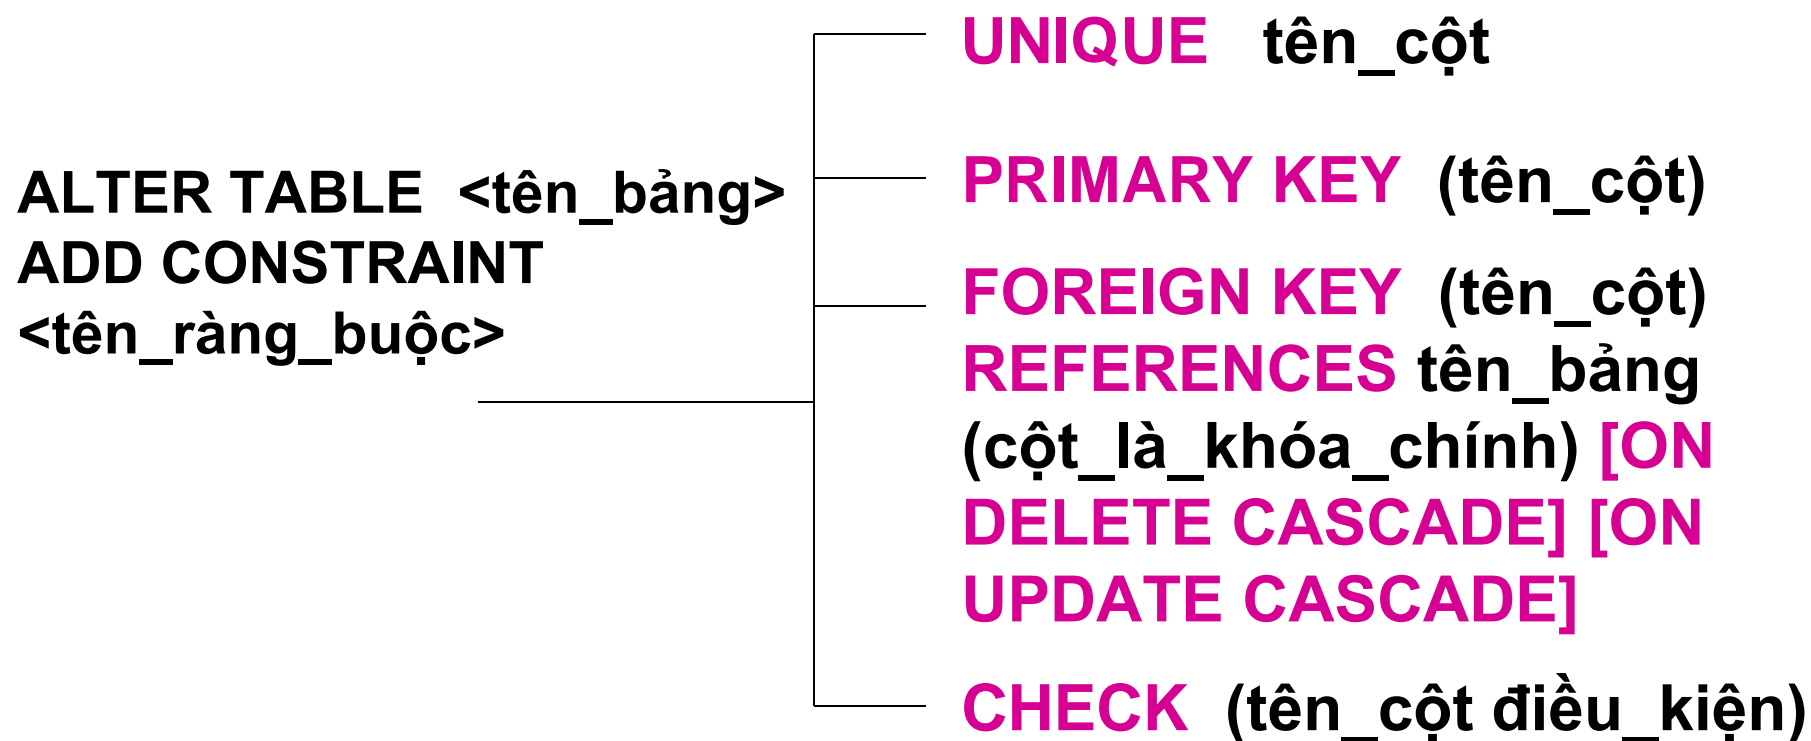 ALTER TABLE <tên_bảng>
ADD CONSTRAINT
<tên_ràng_buộc>
UNIQUE tên_cột
PRIMARY KEY (tên_cột)
FOREIGN KEY (tên_cột)
REFERENCES tên_bảng
(cột_là_khóa_chính) [ON
DELETE CASCADE] [ON
UPDATE CASCADE]
CHECK (tên_cột điều_kiện)